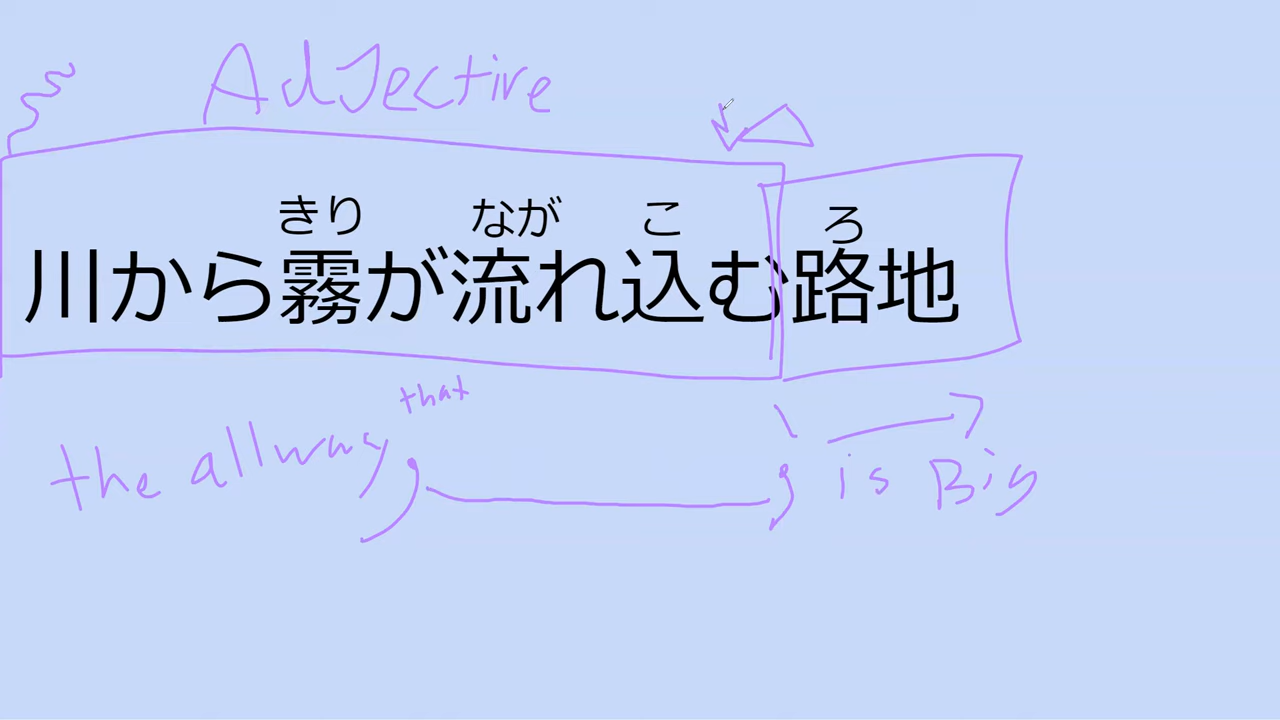 AdJective
きり なが こ ろ
川から霧が流れ込む路地
that
the allway, , is Big